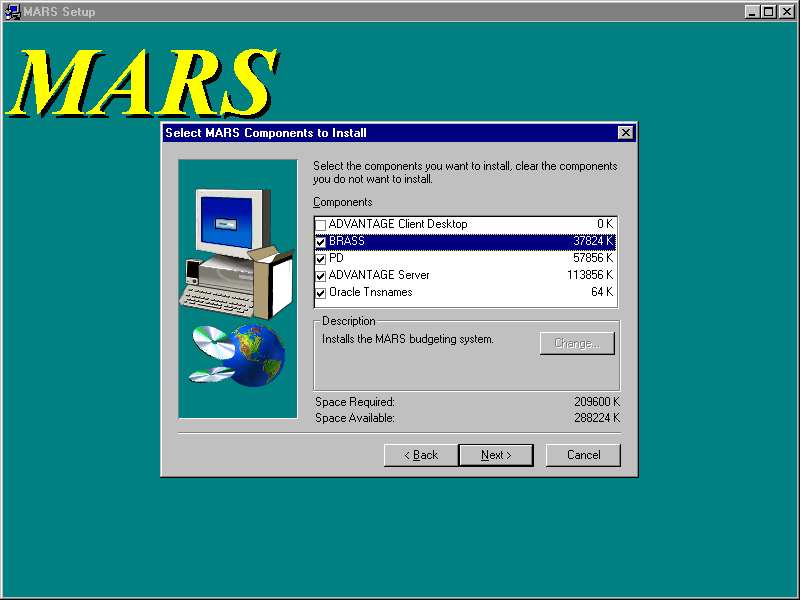 MARS Setup
MARS
Select MARS Components to Install
Select the components you want to install, clear the components
you do not want to install.
Components
ADVANTAGE Client Desktop 0 K
BRASS 37824 K
PD 57856 K
ADVANTAGE Server 113856 K
Oracle Tnsnames 64 K
Description
Installs the MARS budgeting system.
Change...
Space Required: 209600 K
Space Available: 288224 K
< Back Next > Cancel